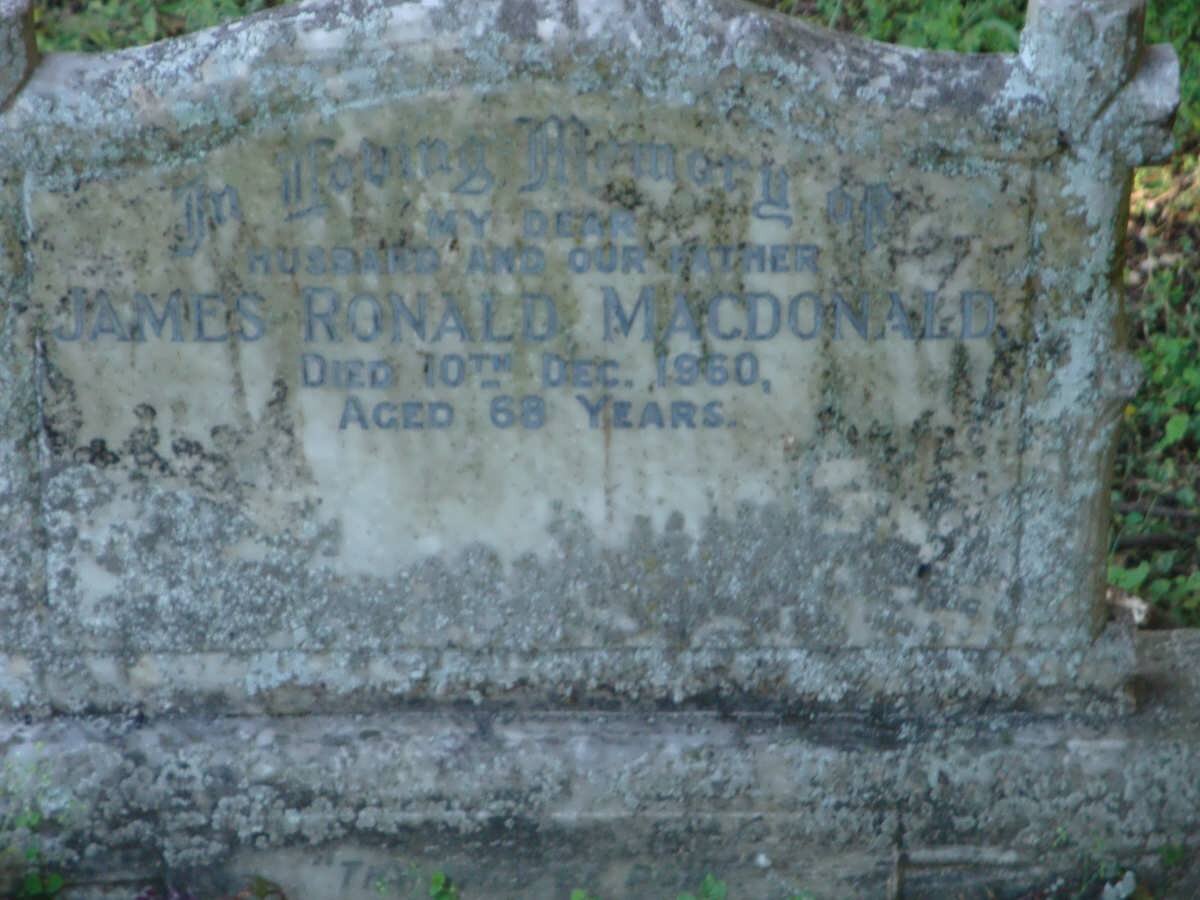 In Loving Memory of
MY DEAR
HUSBAND AND OUR FATHER
JAMES RONALD MACDONALD.
DIED 10TH DEC. 1960,
AGED 68 YEARS.